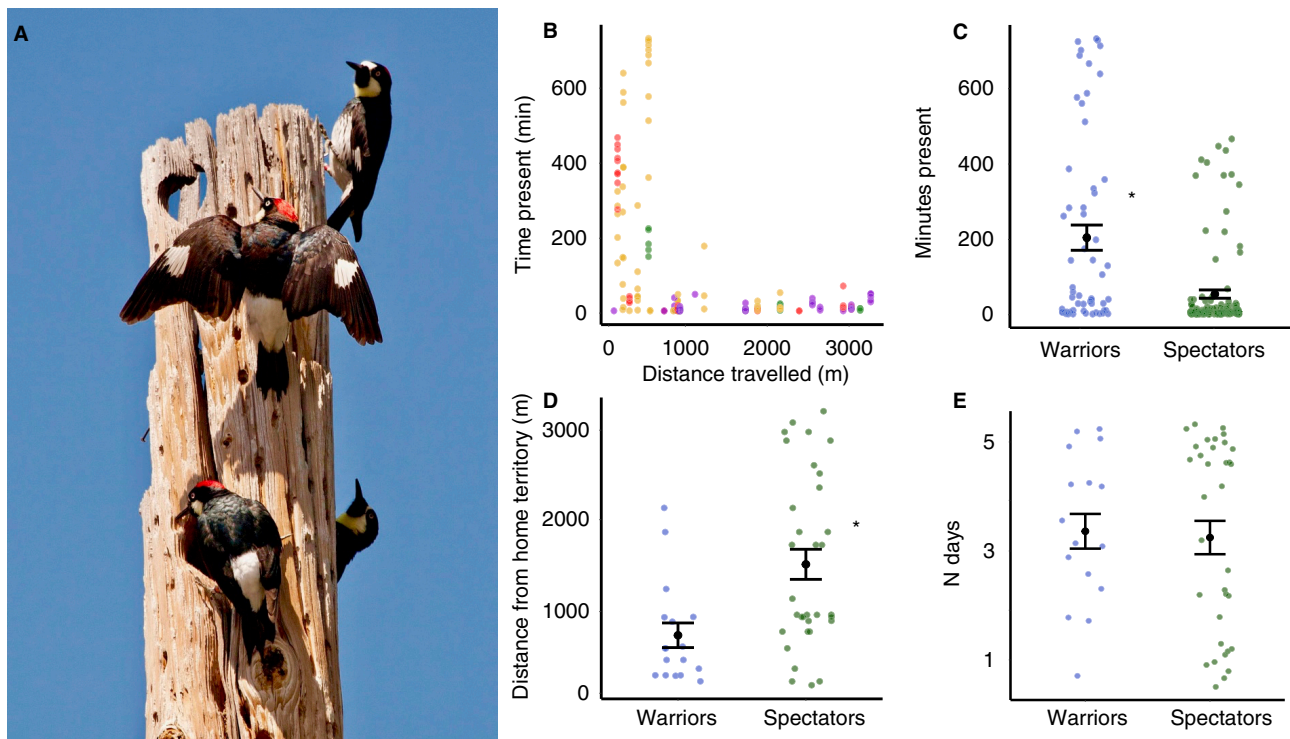 A
B
Time present (min)
600
400
200
0
0 1000 2000 3000
Distance travelled (m)
C
Minutes present
600
400
200
0
*
Warriors Spectators
D
Distance from home territory (m)
3000
2000
1000
0
*
Warriors Spectators
E
N days
5
3
1
Warriors Spectators